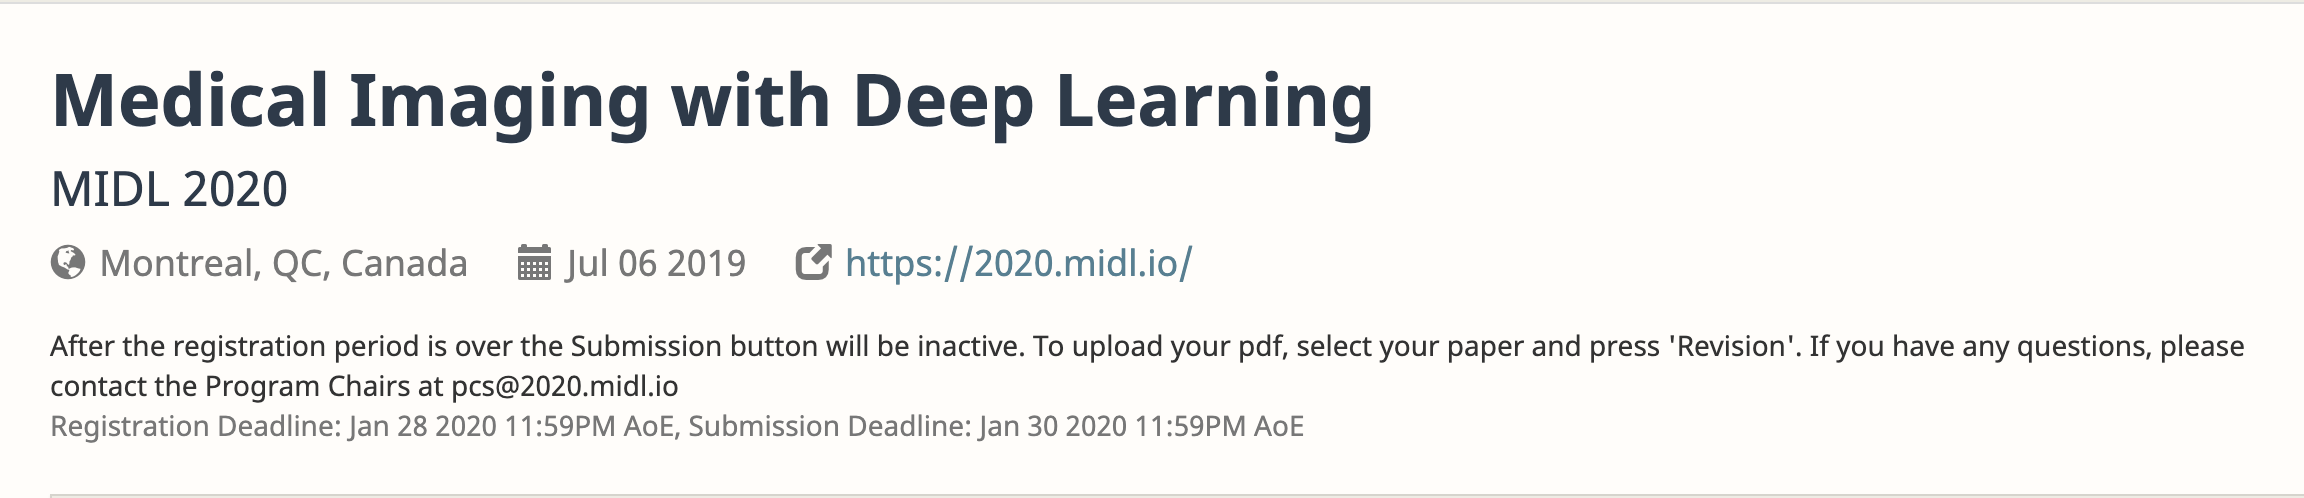 Medical Imaging with Deep Learning
MIDL 2020
Montreal, QC, Canada Jul 06 2019 https://2020.midl.io/
After the registration period is over the Submission button will be inactive. To upload your pdf, select your paper and press 'Revision'. If you have any questions, please
contact the Program Chairs at pcs@2020.midl.io
Registration Deadline: Jan 28 2020 11:59PM AoE, Submission Deadline: Jan 30 2020 11:59PM AoE